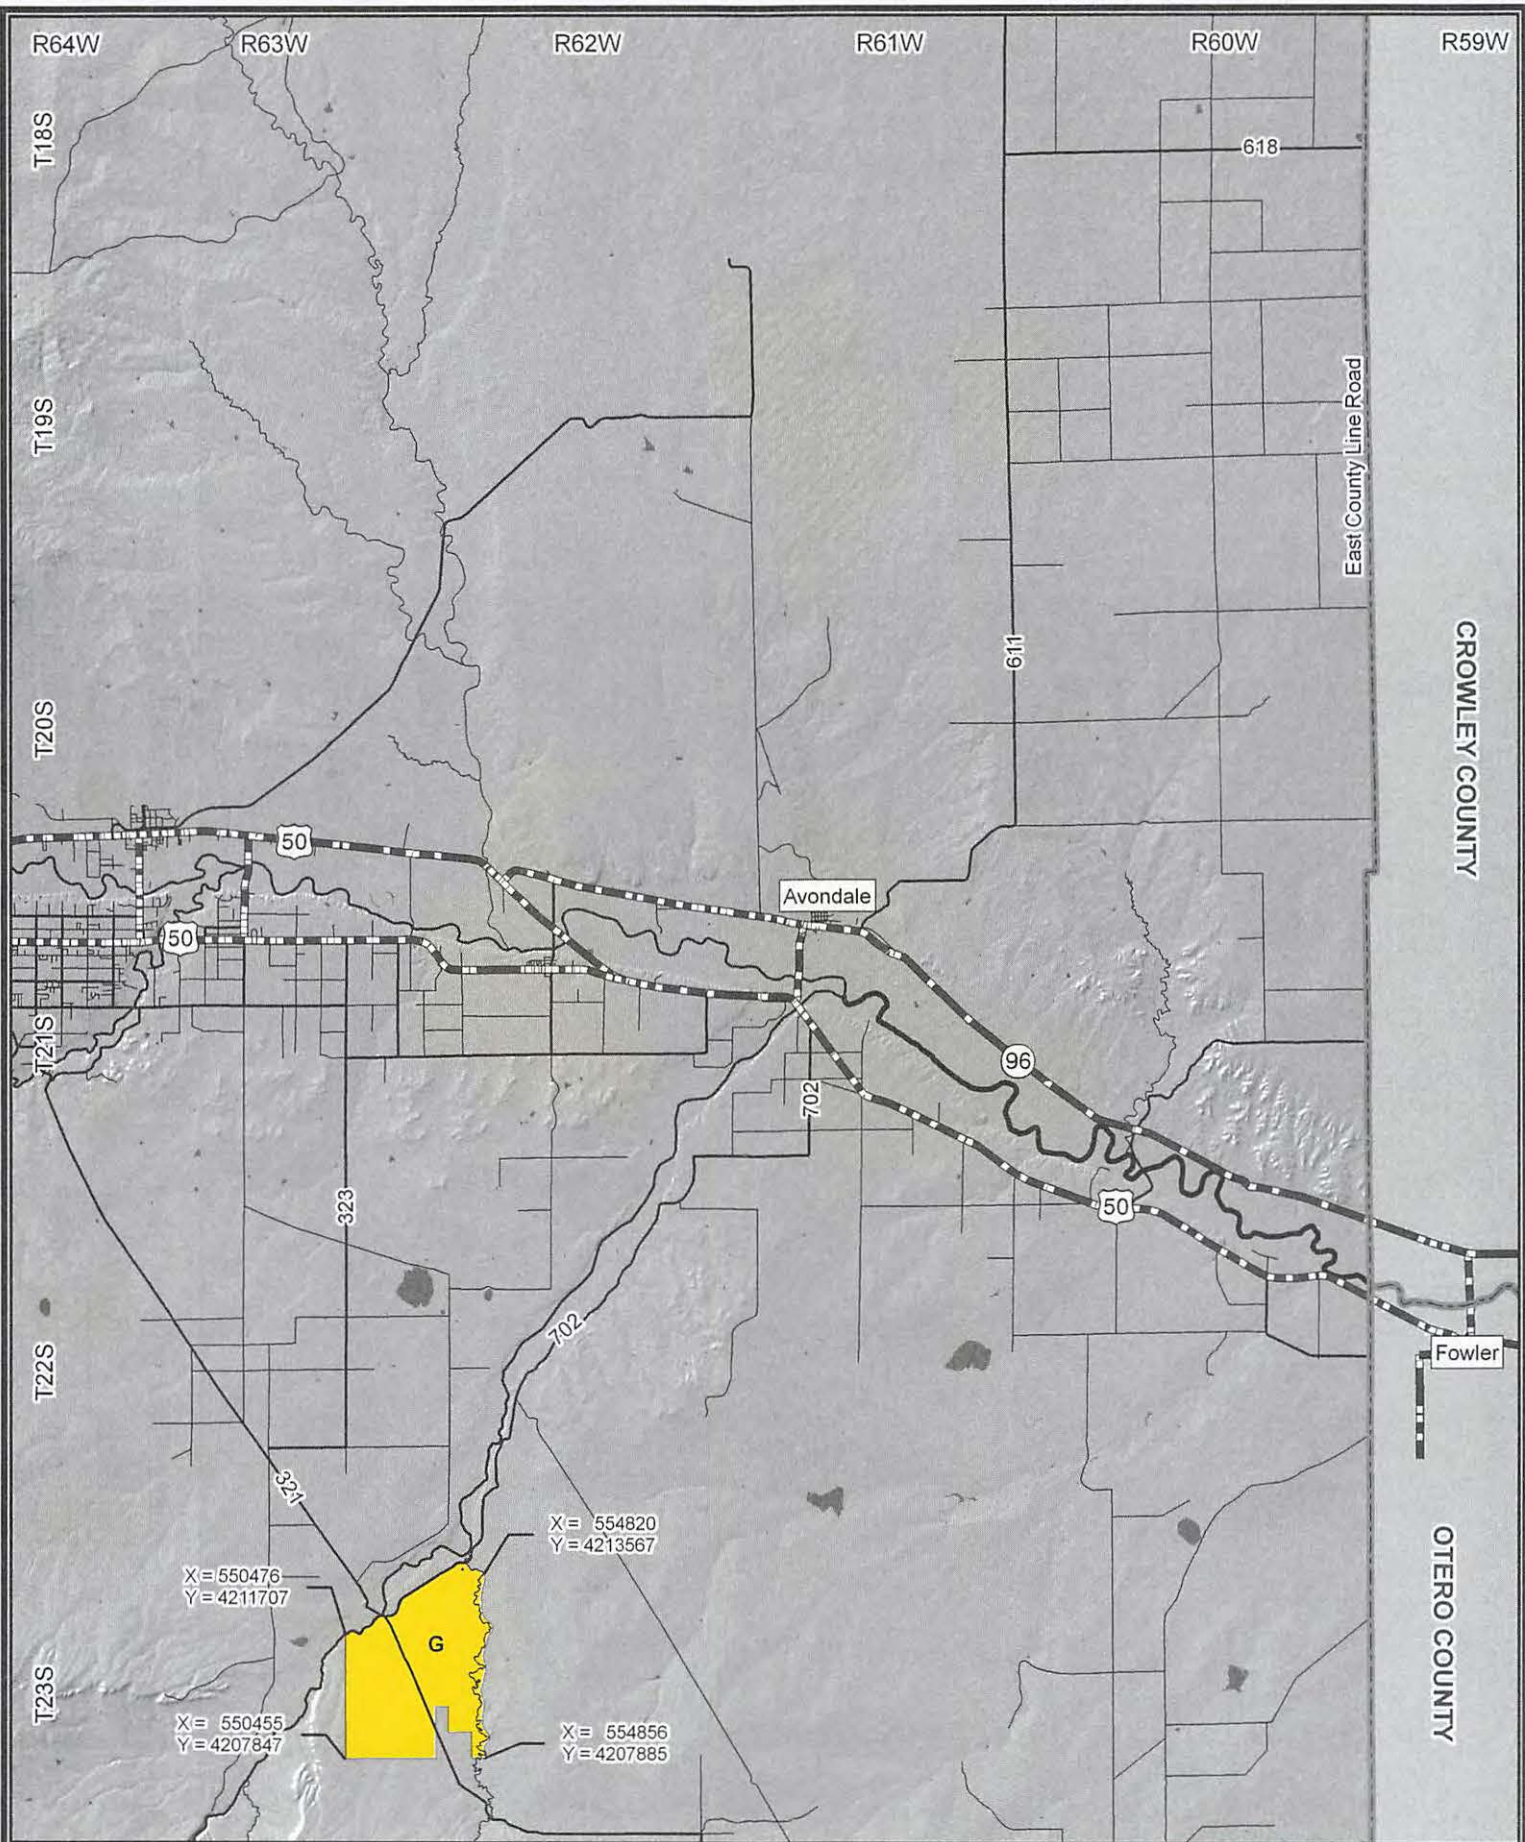 R64W R63W R62W R61W R60W R59W
T18S
618
T19S
East County Line Road
611
CROWLEY COUNTY
T20S
50
Avondale
50
T21S
96
702
323
50
702
T22S
Fowler
321
X = 554820
Y = 4213567
X = 550476
Y = 4211707
OTERO COUNTY
G
T23S
X = 550455
Y = 4207847
X = 554856
Y = 4207885